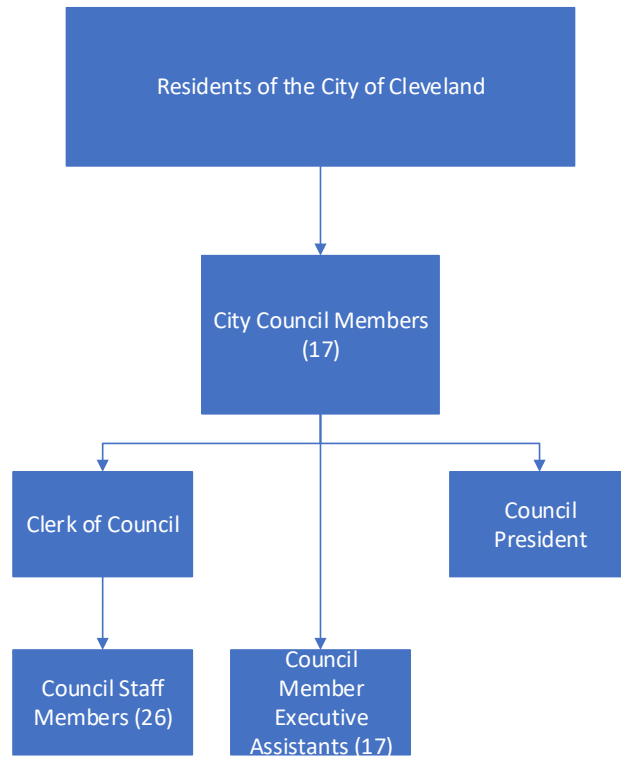 Residents of the City of Cleveland
City Council Members
(17)
Clerk of Council
Council
President
Council Staff
Members (26)
Council
Member
Executive
Assistants (17)